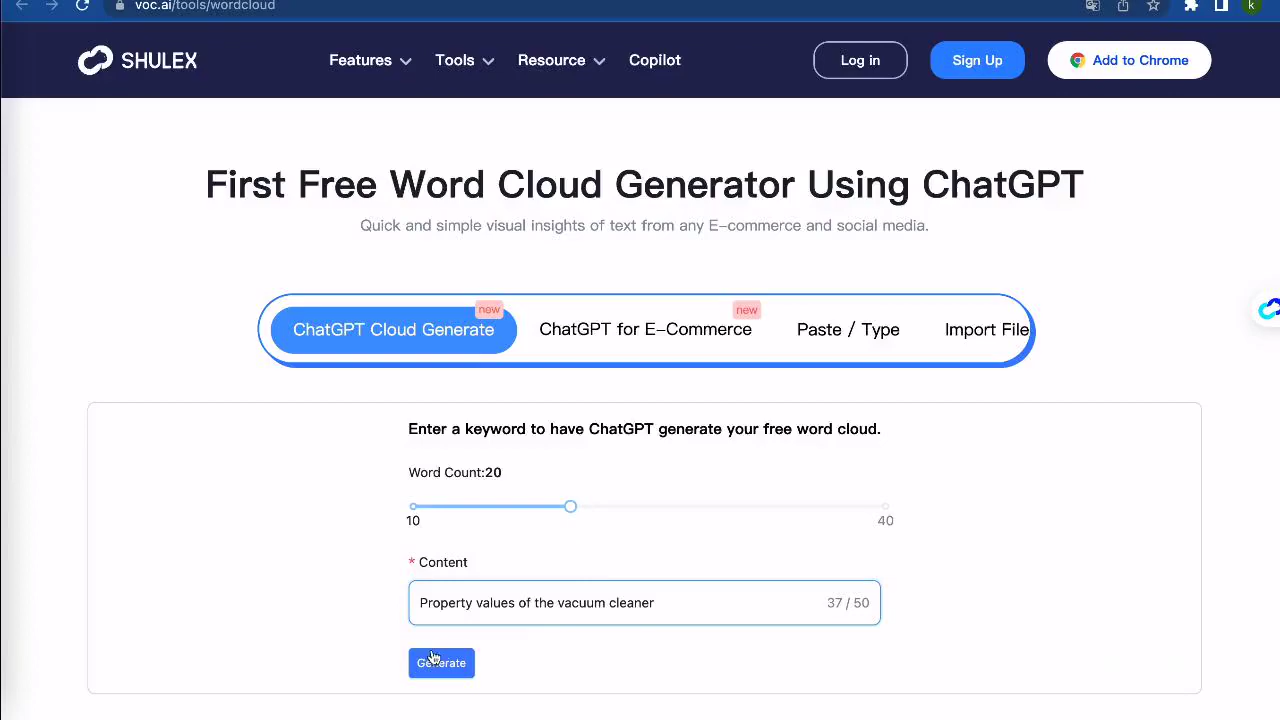 voc.ai/tools/wordcloud
k
SHULEX
Features
Tools
Resource
Copilot
Log in
Sign Up
Add to Chrome
First Free Word Cloud Generator Using ChatGPT
Quick and simple visual insights of text from any E-commerce and social media.
new
new
ChatGPT Cloud Generate
ChatGPT for E-Commerce
Paste / Type
Import File
Enter a keyword to have ChatGPT generate your free word cloud.
Word Count:20
10
40
* Content
Property values of the vacuum cleaner
37 / 50
Generate